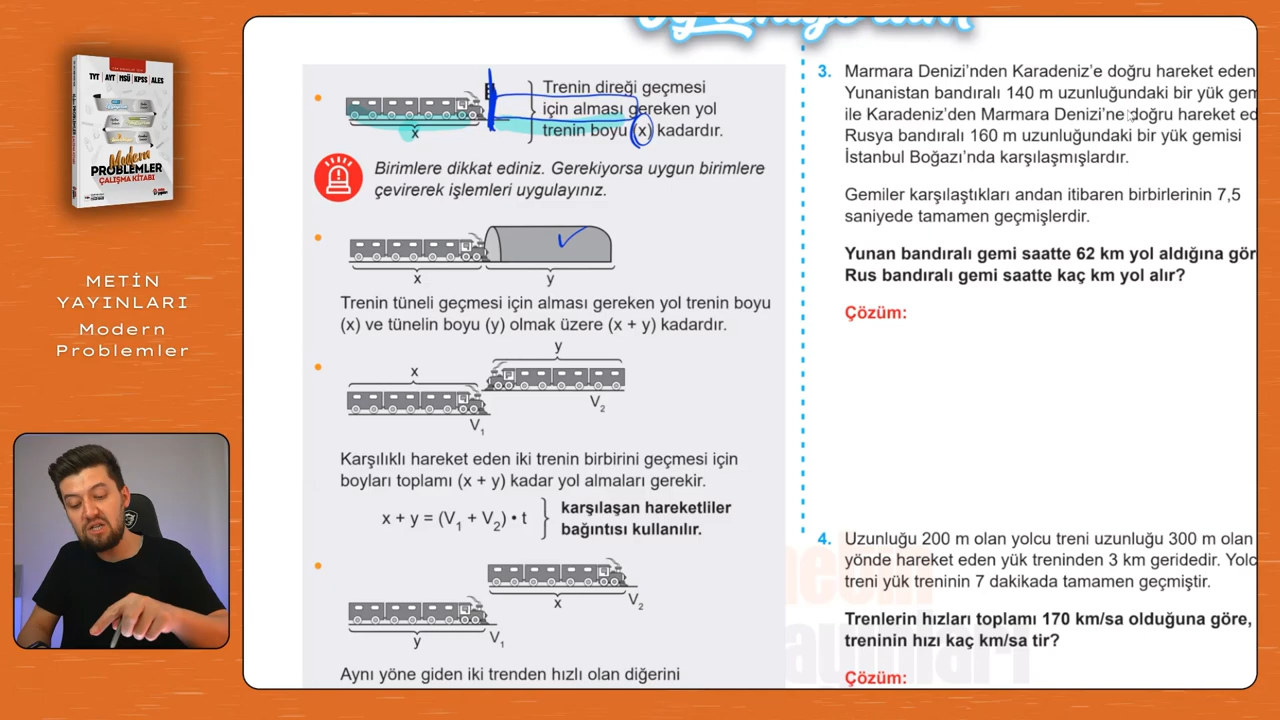 TYT | AYT | MSÜ | KPSS | ALES
Modern
PROBLEMLER
ÇALIŞMA KİTABI
METİN
YAYINLARI
Modern
Problemler
Trenin direği geçmesi
için alması gereken yol
trenin boyu (x) kadardır.
x
Birimlere dikkat ediniz. Gerekiyorsa uygun birimlere
çevirerek işlemleri uygulayınız.
x
y
Trenin tüneli geçmesi için alması gereken yol trenin boyu
(x) ve tünelin boyu (y) olmak üzere (x + y) kadardır.
y
x
V2
V1
Karşılıklı hareket eden iki trenin birbirini geçmesi için
boyları toplamı (x + y) kadar yol almaları gerekir.
x + y = (V1 + V2) • t
karşılaşan hareketliler
bağıntısı kullanılır.
x
V2
y
V1
Aynı yöne giden iki trenden hızlı olan diğerini
3. Marmara Denizi'nden Karadeniz'e doğru hareket eden
Yunanistan bandıralı 140 m uzunluğundaki bir yük gem
ile Karadeniz'den Marmara Denizi'ne doğru hareket ed
Rusya bandıralı 160 m uzunluğundaki bir yük gemisi
İstanbul Boğazı'nda karşılaşmışlardır.
Gemiler karşılaştıkları andan itibaren birbirlerinin 7,5
saniyede tamamen geçmişlerdir.
Yunan bandıralı gemi saatte 62 km yol aldığına gör
Rus bandıralı gemi saatte kaç km yol alır?
Çözüm:
4. Uzunluğu 200 m olan yolcu treni uzunluğu 300 m olan
yönde hareket eden yük treninden 3 km geridedir. Yolc
treni yük treninin 7 dakikada tamamen geçmiştir.
Trenlerin hızları toplamı 170 km/sa olduğuna göre,
treninin hızı kaç km/sa tir?
Çözüm:
metin
yayınları